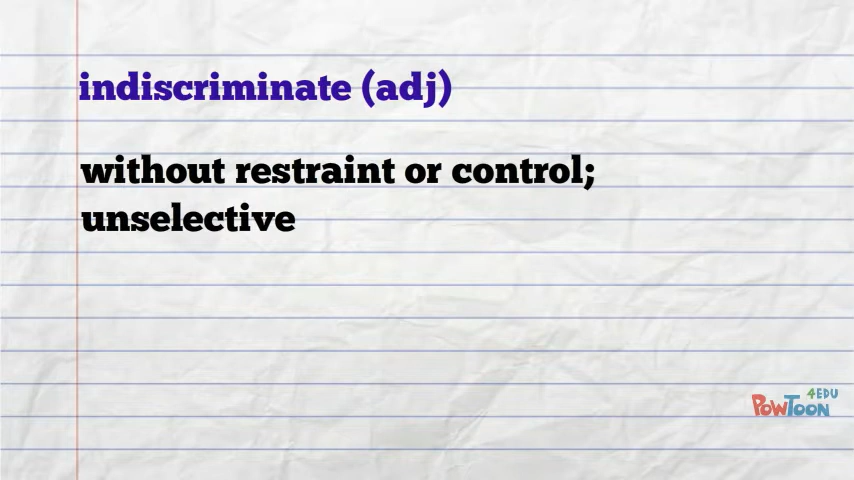 indiscriminate (adj)
without restraint or control;
unselective
4EDU
PowToon